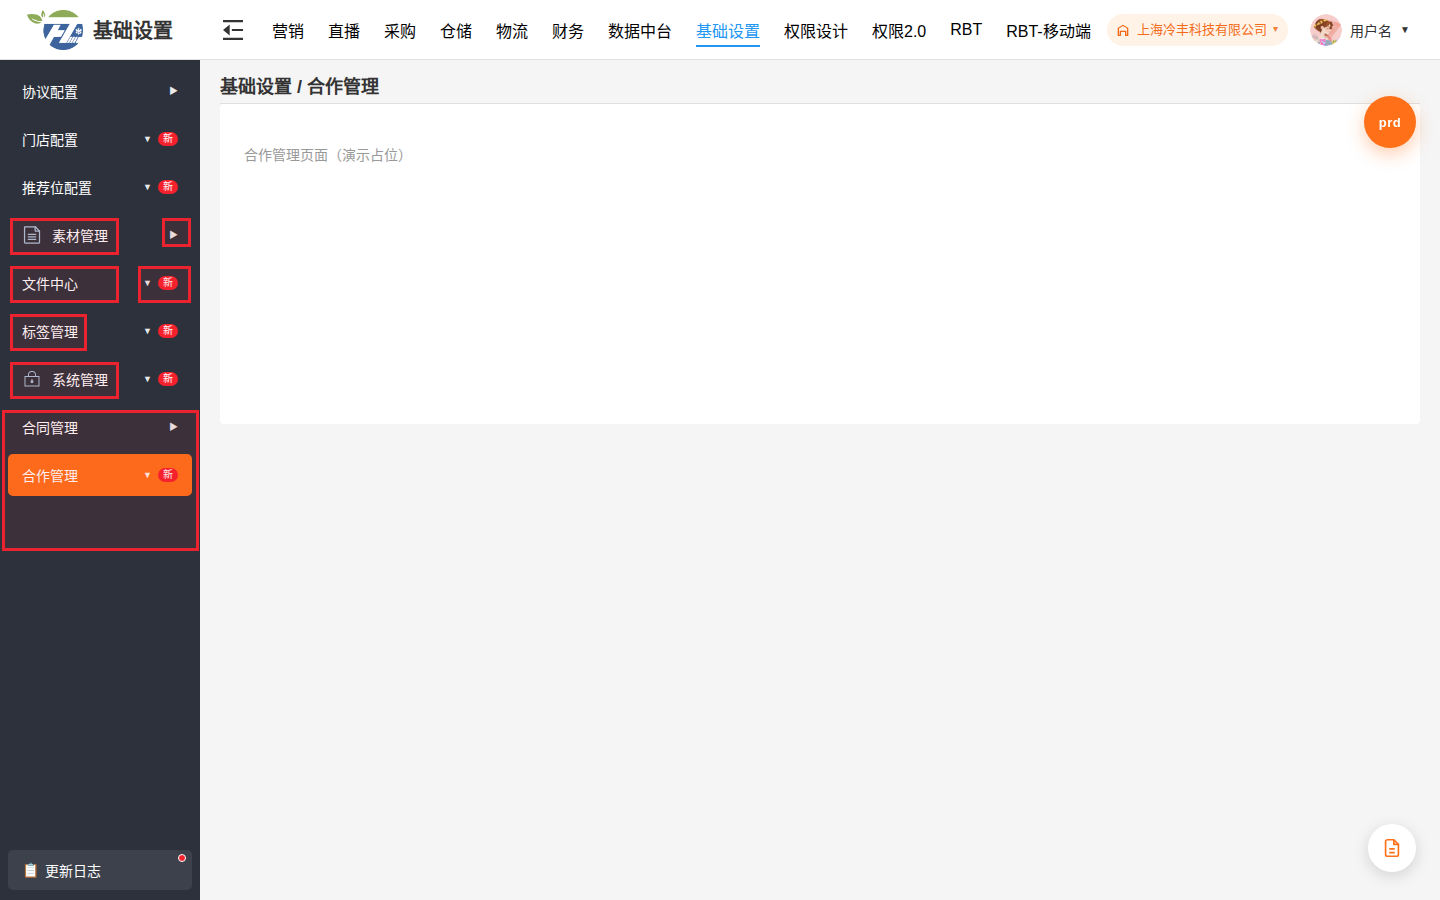 基础设置
营销 直播 采购 仓储 物流 财务 数据中台 基础设置 权限设计 权限2.0 RBT RBT-移动端
上海冷丰科技有限公司
用户名
协议配置
门店配置 新
推荐位配置 新
素材管理
文件中心 新
标签管理 新
系统管理 新
合同管理
合作管理 新
更新日志
基础设置 / 合作管理
prd
合作管理页面（演示占位）